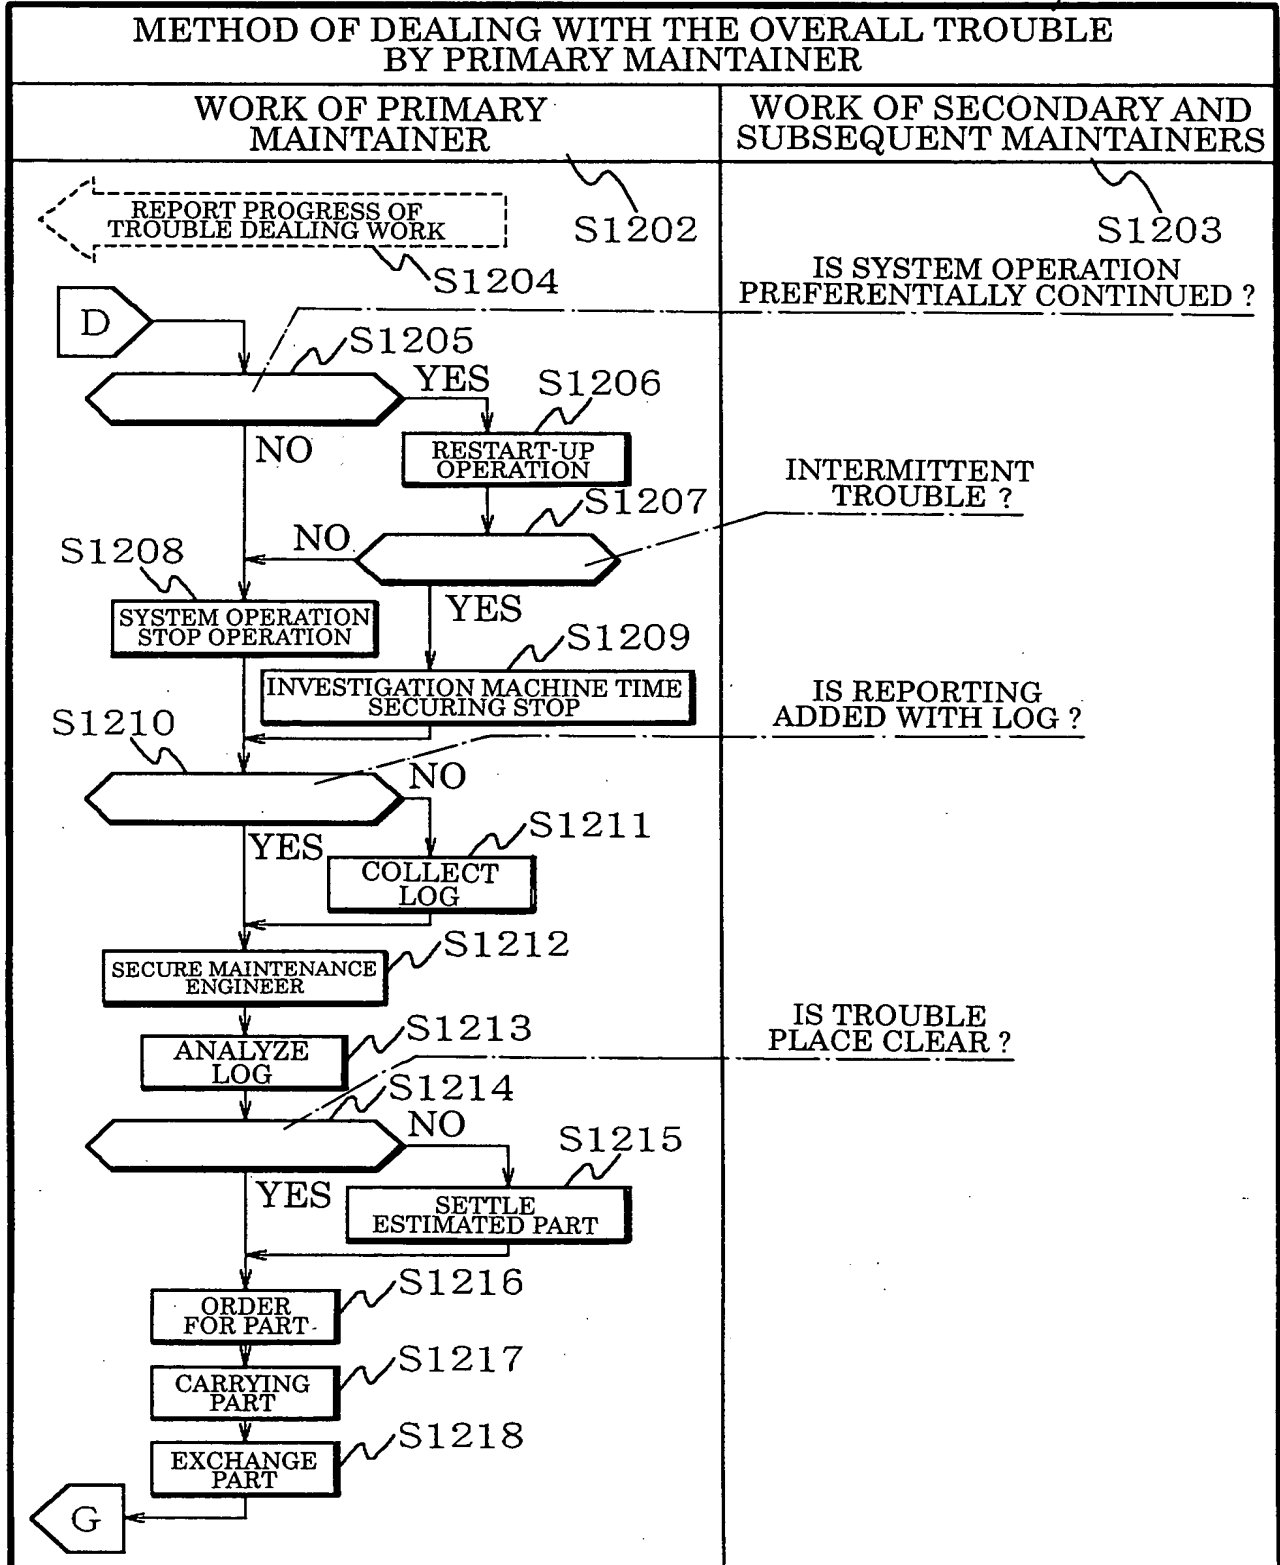 METHOD OF DEALING WITH THE OVERALL TROUBLE
BY PRIMARY MAINTAINER
WORK OF PRIMARY
MAINTAINER
WORK OF SECONDARY AND
SUBSEQUENT MAINTAINERS
REPORT PROGRESS OF
TROUBLE DEALING WORK
S1202
S1203
S1204
IS SYSTEM OPERATION
PREFERENTIALLY CONTINUED ?
D
S1205
YES
S1206
NO
RESTART-UP
OPERATION
INTERMITTENT
TROUBLE ?
S1207
NO
S1208
YES
SYSTEM OPERATION
STOP OPERATION
S1209
INVESTIGATION MACHINE TIME
SECURING STOP
IS REPORTING
ADDED WITH LOG ?
S1210
NO
S1211
YES
COLLECT
LOG
S1212
SECURE MAINTENANCE
ENGINEER
IS TROUBLE
PLACE CLEAR ?
S1213
ANALYZE
LOG
S1214
NO
S1215
YES
SETTLE
ESTIMATED PART
S1216
ORDER
FOR PART
S1217
CARRYING
PART
S1218
EXCHANGE
PART
G